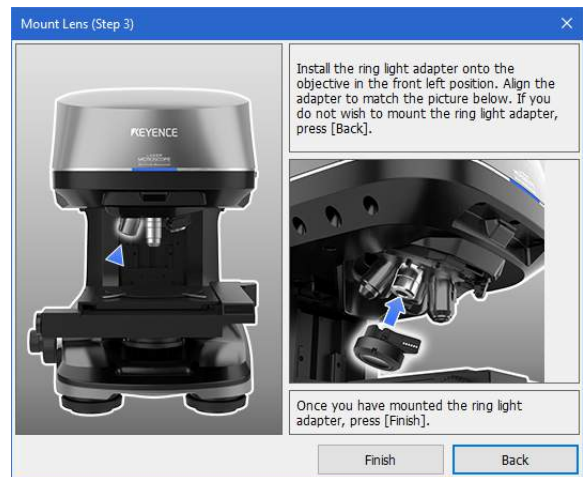 Mount Lens (Step 3)
Install the ring light adapter onto the
objective in the front left position. Align the
adapter to match the picture below. If you
do not wish to mount the ring light adapter,
press [Back].
KEYENCE
LASER
MICROSCOPE
Once you have mounted the ring light
adapter, press [Finish].
Finish
Back